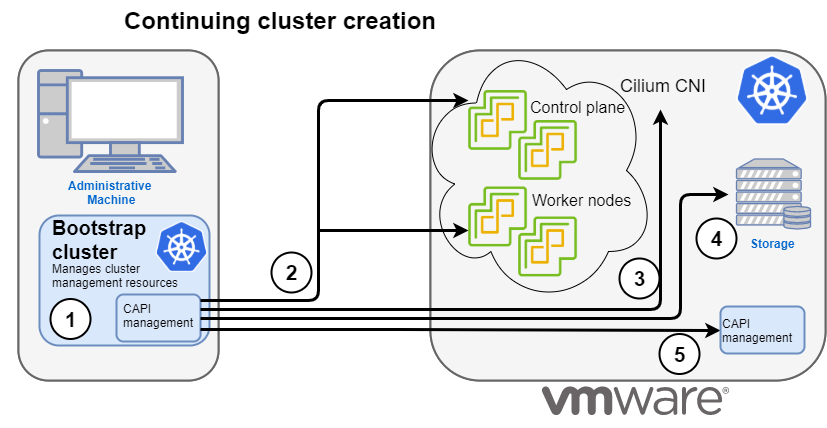 Continuing cluster creation
Administrative
Machine
Bootstrap
cluster
Manages cluster
management resources
1
CAPI
management
2
Cilium CNI
Control plane
Worker nodes
3
4
Storage
5
CAPI
management
vmware®